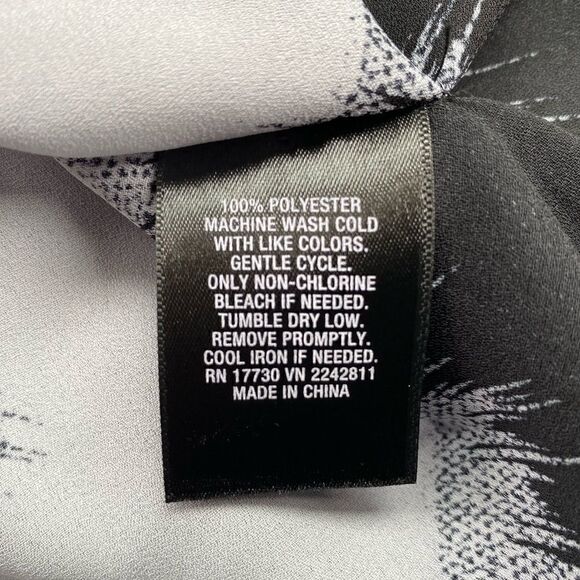 100% POLYESTER
MACHINE WASH COLD
WITH LIKE COLORS.
GENTLE CYCLE.
ONLY NON-CHLORINE
BLEACH IF NEEDED.
TUMBLE DRY LOW.
REMOVE PROMPTLY.
COOL IRON IF NEEDED.
RN 17730 VN 2242811
MADE IN CHINA